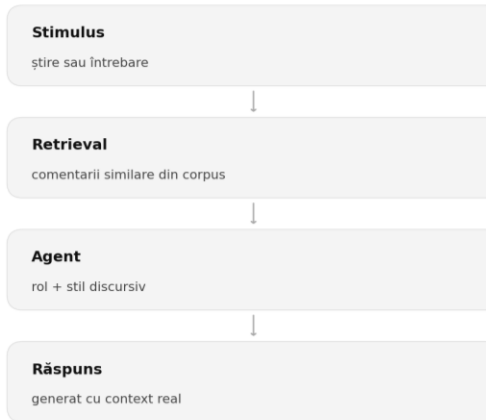 Stimulus
știre sau întrebare
Retrieval
comentarii similare din corpus
Agent
rol + stil discursiv
Răspuns
generat cu context real